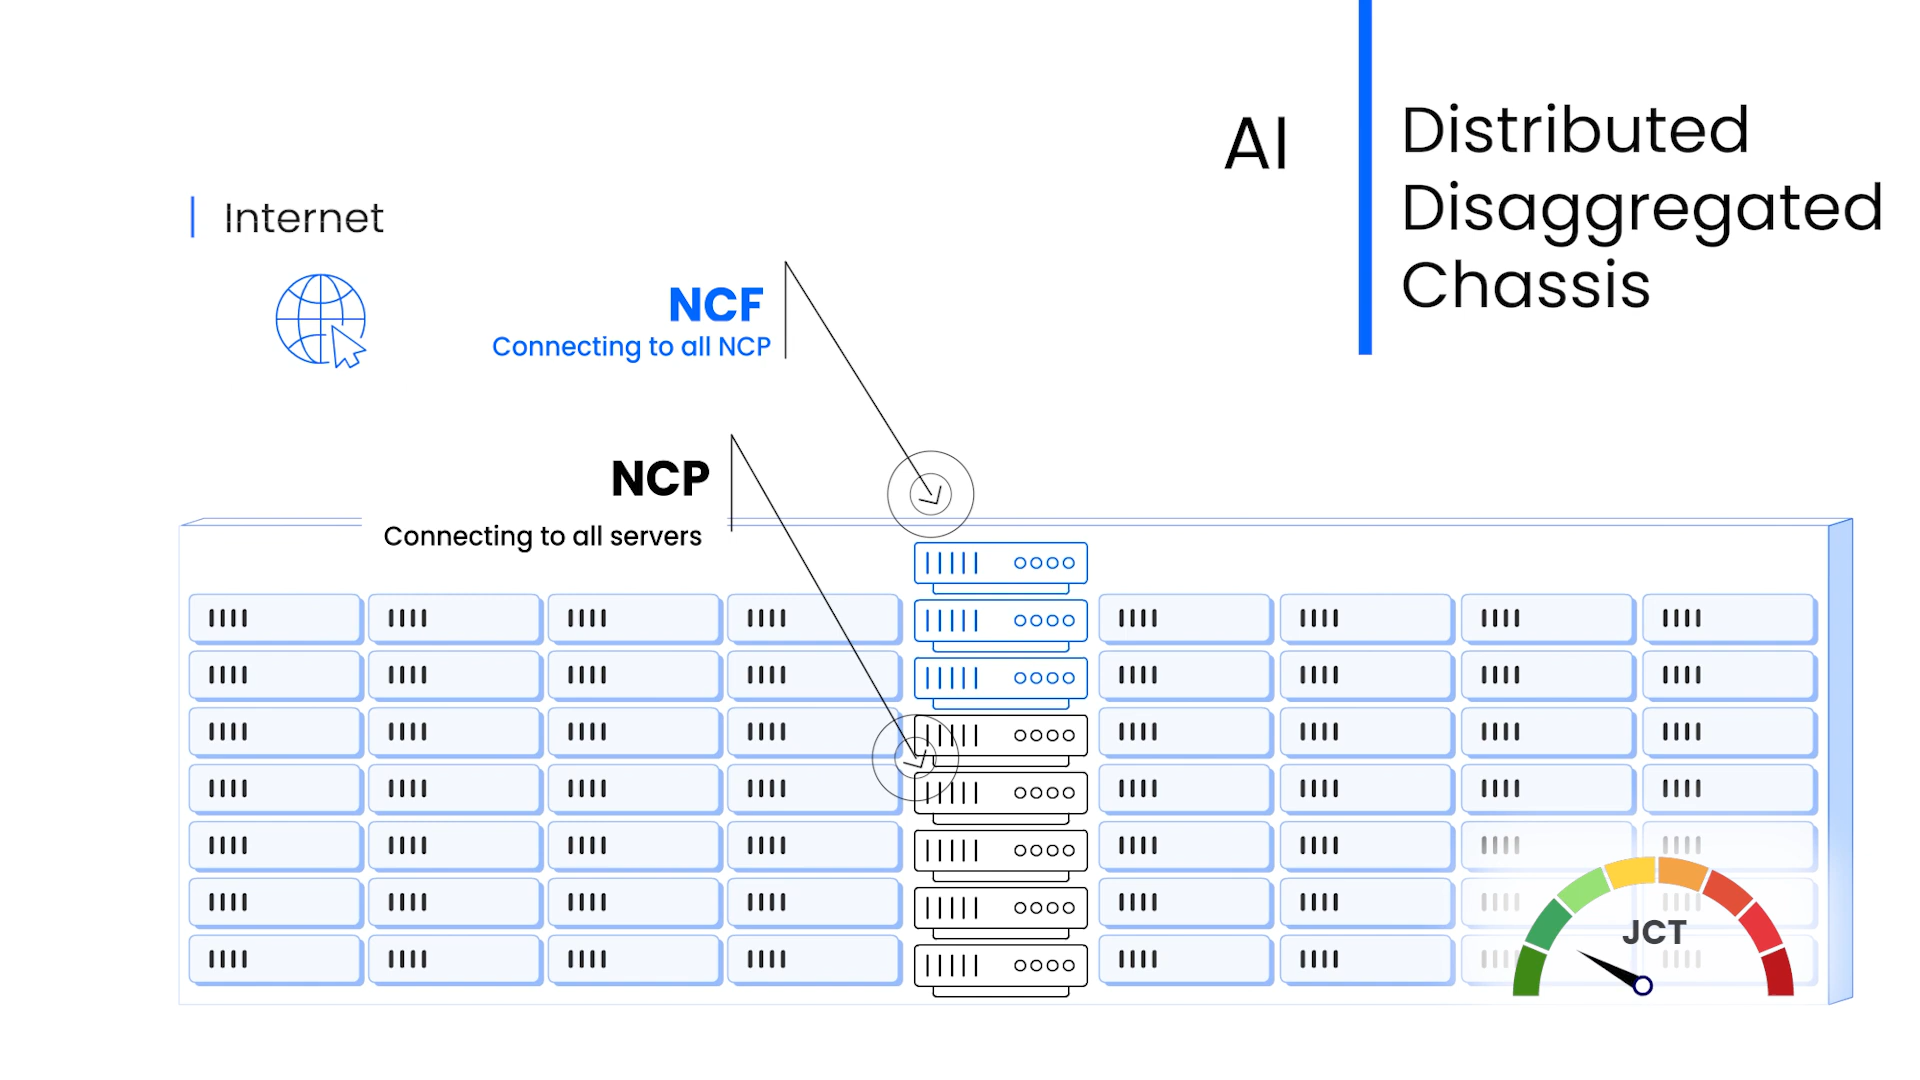 AI
Distributed
Disaggregated
Chassis
Internet
NCF
Connecting to all NCP
NCP
Connecting to all servers
JCT